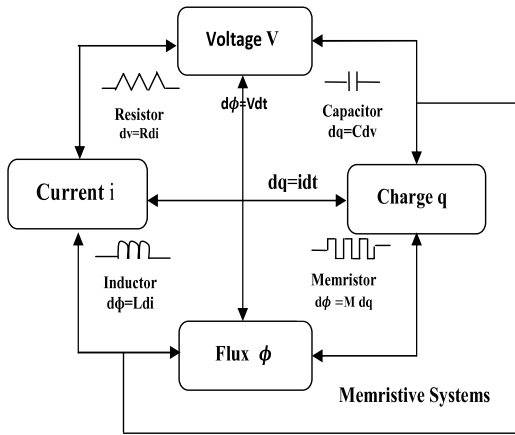 Voltage V
dϕ=Vdt
Resistor
dv=Rdi
Capacitor
dq=Cdv
Current i
dq=idt
Charge q
Inductor
dϕ=Ldi
Memristor
dϕ =M dq
Flux ϕ
Memristive Systems